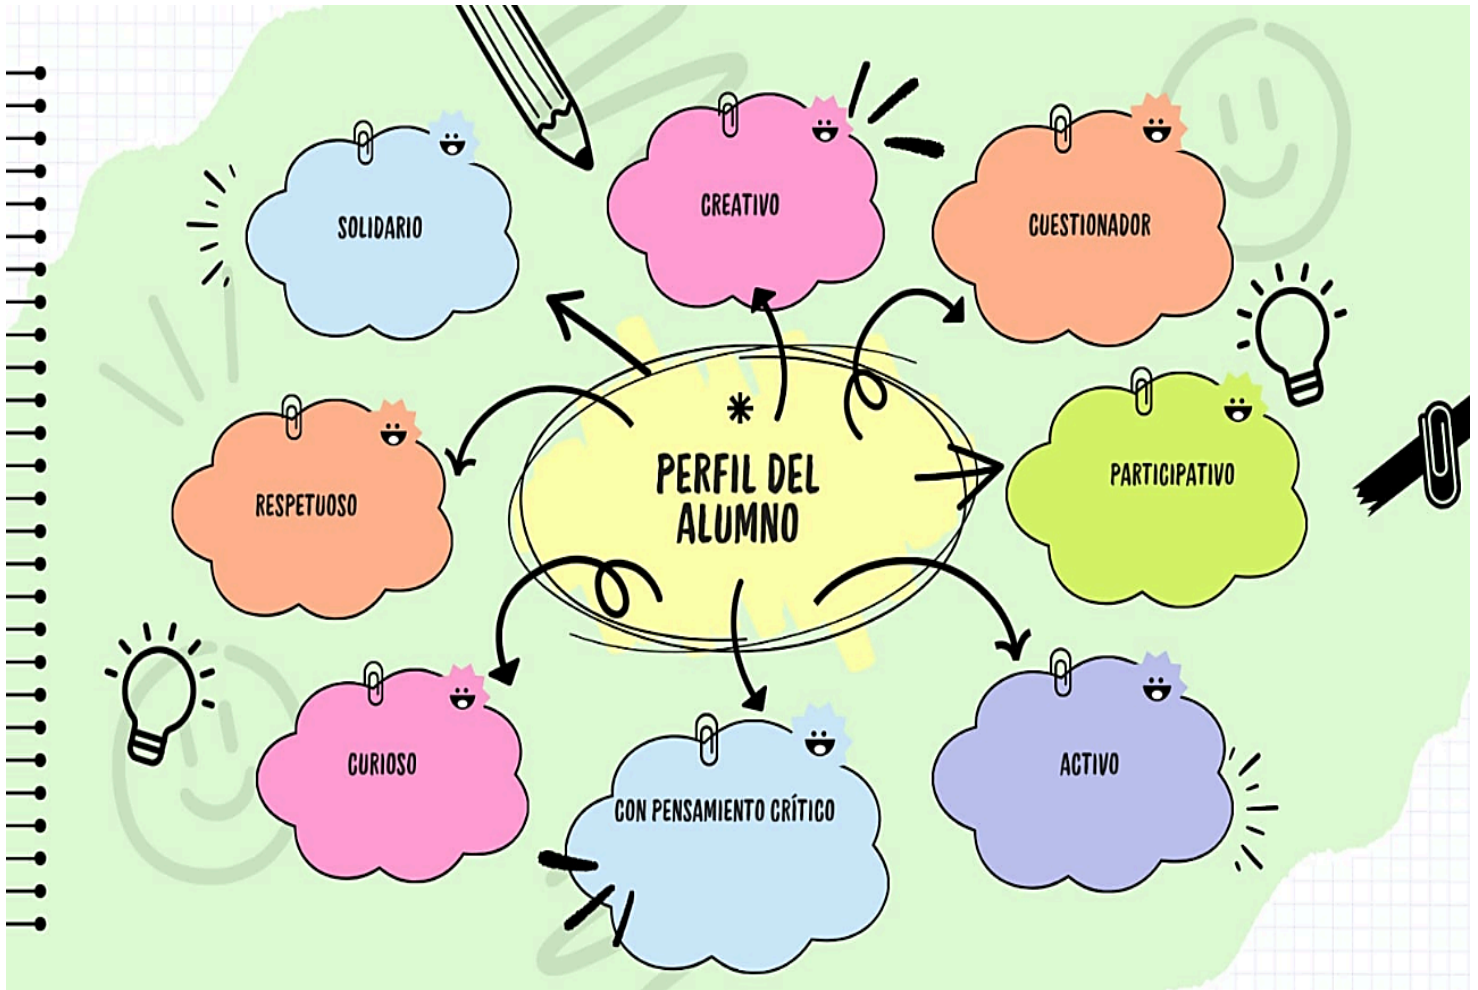 SOLIDARIO
CREATIVO
CUESTIONADOR
RESPETUOSO
PERFIL DEL
ALUMNO
PARTICIPATIVO
CURIOSO
CON PENSAMIENTO CRÍTICO
ACTIVO